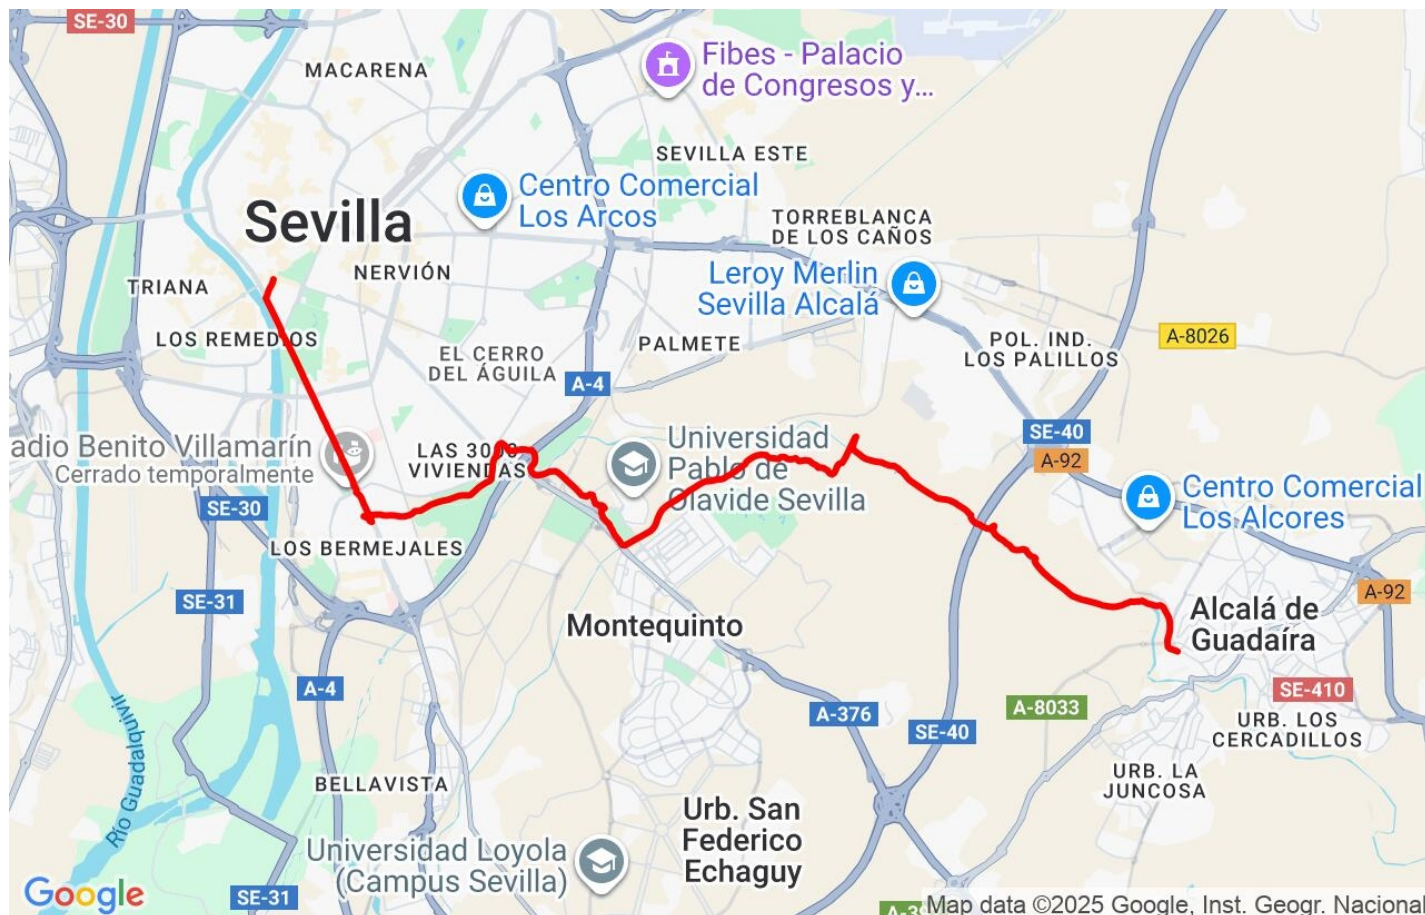 SE-30
MACARENA
Fibes - Palacio
de Congresos y...
SEVILLA ESTE
Centro Comercial
Los Arcos
Sevilla
TORREBLANCA
DE LOS CAÑOS
NERVIÓN
TRIANA
Leroy Merlin
Sevilla Alcalá
LOS REMEDIOS
PALMETE
POL. IND.
LOS PALILLOS
A-8026
EL CERRO
DEL ÁGUILA
A-4
adio Benito Villamarín
Cerrado temporalmente
LAS 3000
VIVIENDAS
Universidad
Pablo de
Olavide Sevilla
SE-40
A-92
Centro Comercial
Los Alcores
SE-30
LOS BERMEJALES
SE-31
Montequinto
A-92
Alcalá de
Guadaíra
A-4
A-376
A-8033
SE-410
SE-40
URB. LOS
CERCADILLOS
Río Guadalquivir
BELLAVISTA
URB. LA
JUNCOSA
Urb. San
Federico
Echaguy
Universidad Loyola
(Campus Sevilla)
Google
SE-31
Map data ©2025 Google, Inst. Geogr. Naciona